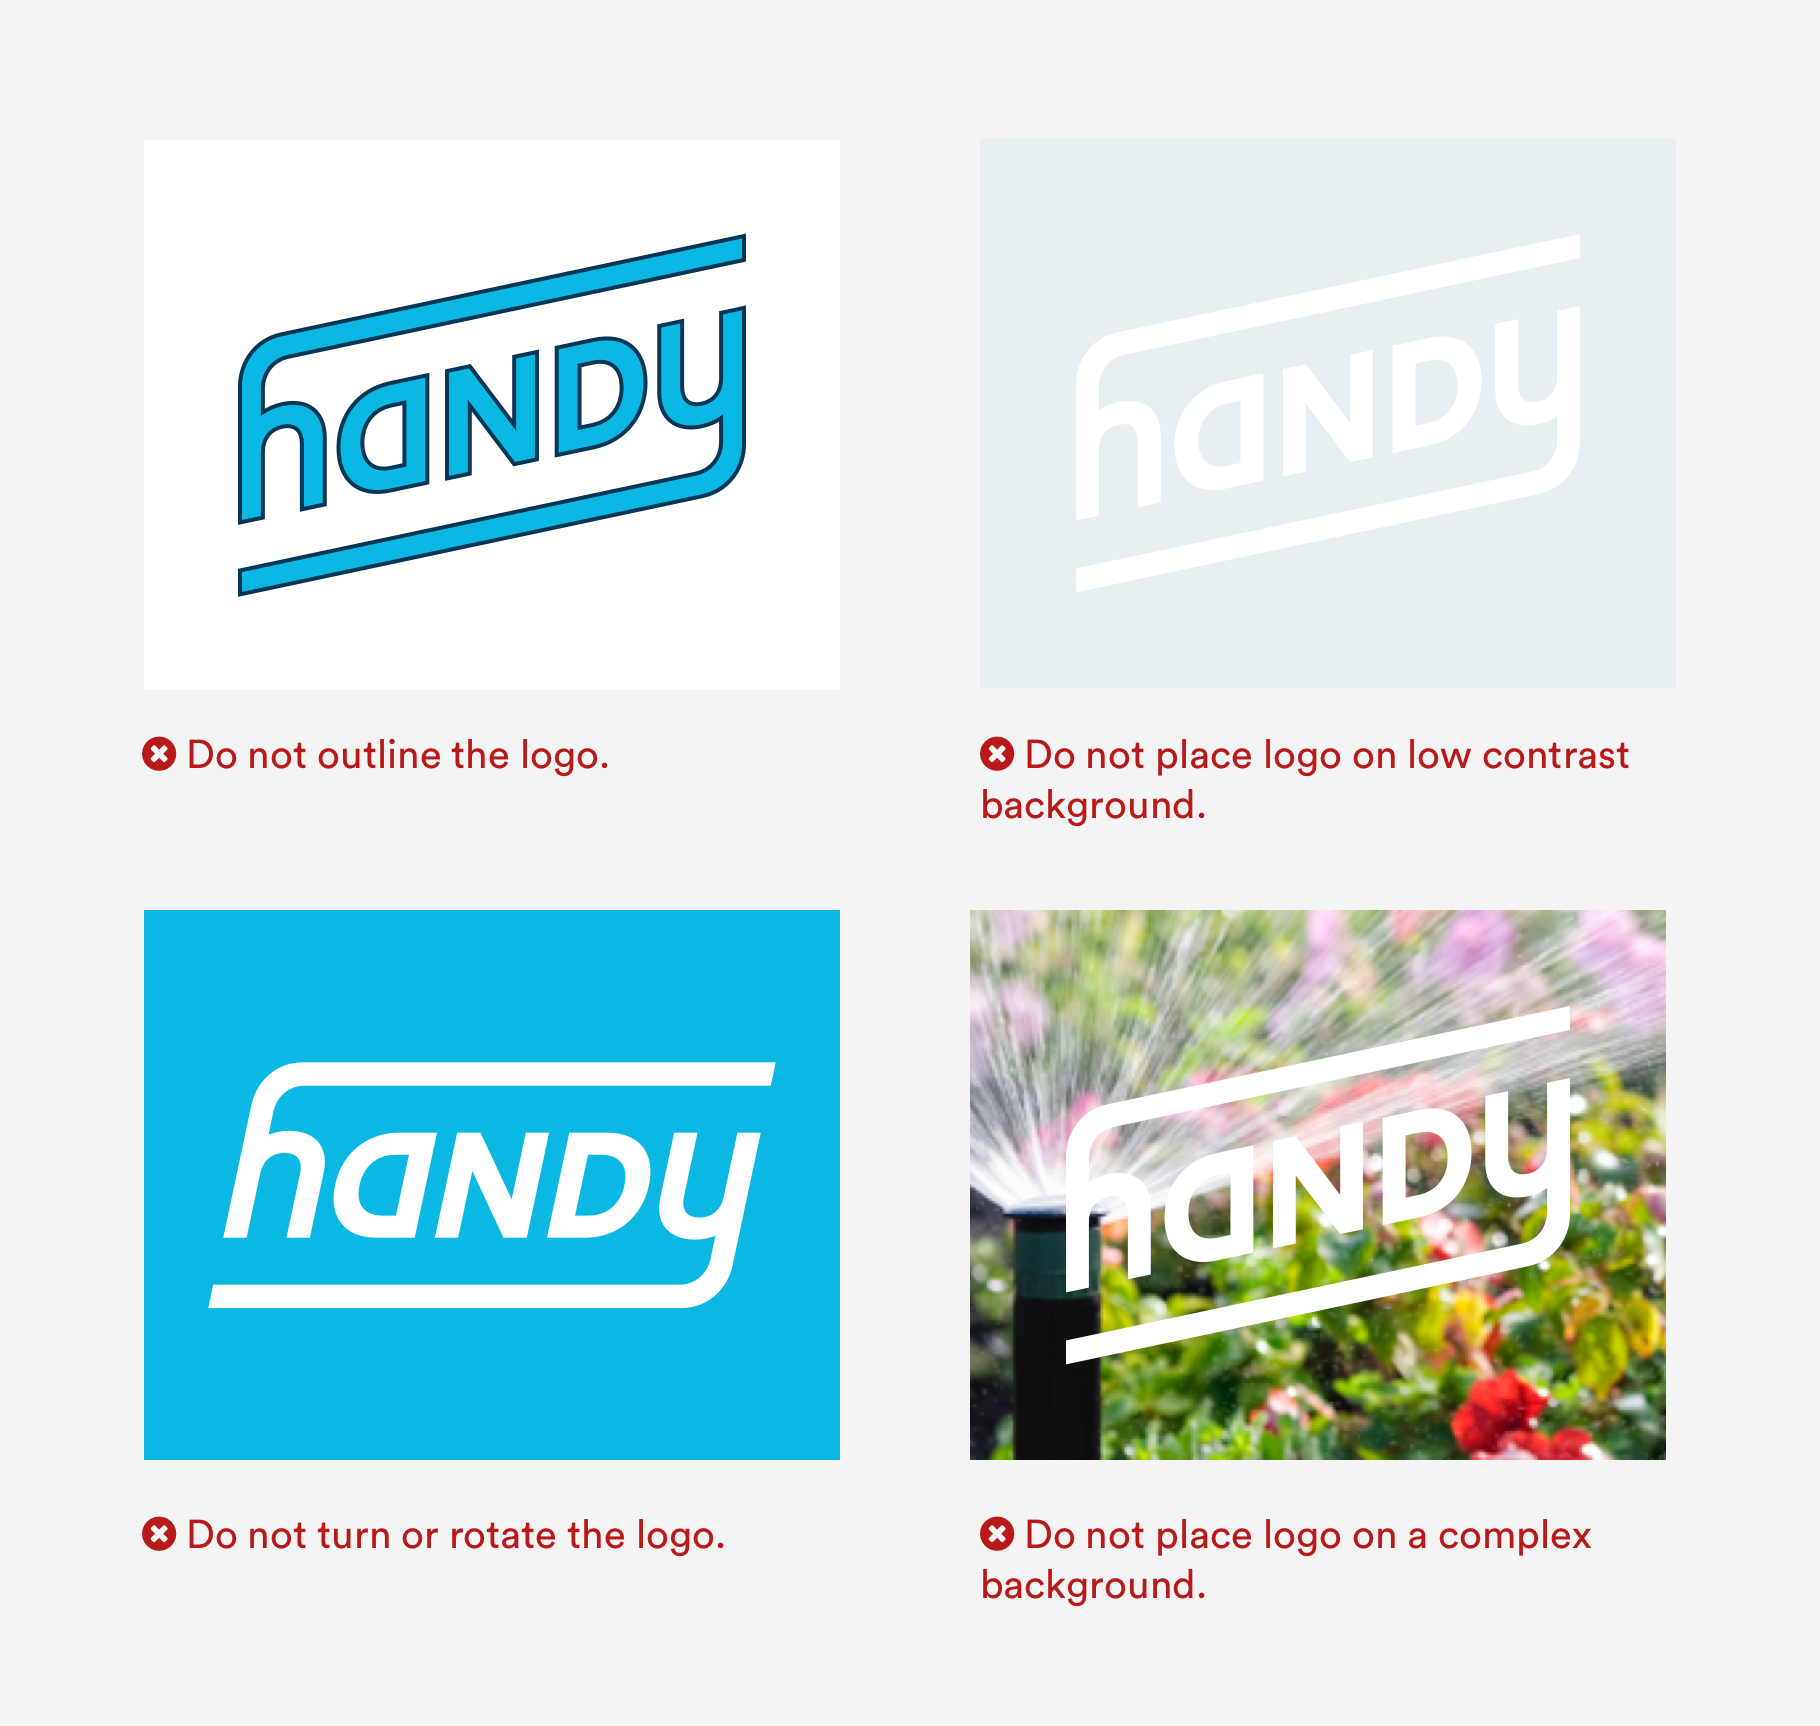 handy
handy
Do not outline the logo.
Do not place logo on low contrast
background.
handy
handy
Do not turn or rotate the logo.
Do not place logo on a complex
background.